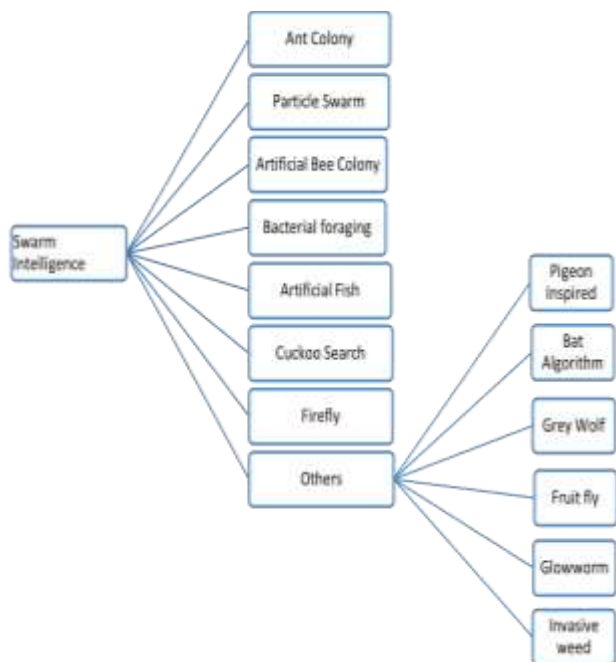 Ant Colony
Particle Swarm
Artificial Bee Colony
Swarm
Intelligence
Bacterial foraging
Artificial Fish
Cuckoo Search
Firefly
Others
Pigeon
inspired
Bat
Algorithm
Grey Wolf
Fruit fly
Glowworm
Invasive
weed